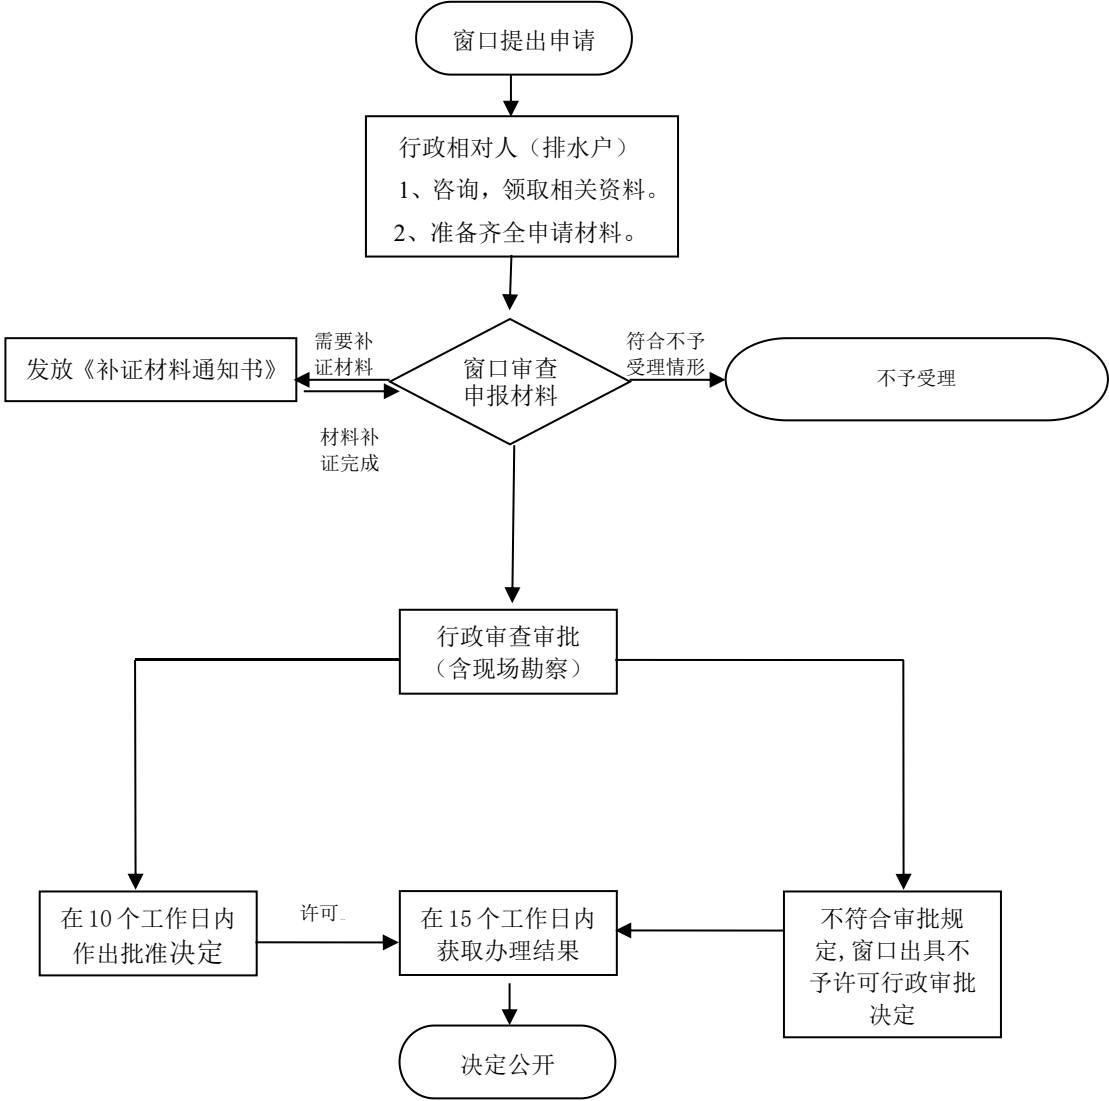 窗口提出申请
行政相对人（排水户）
1、咨询，领取相关资料。
2、准备齐全申请材料。
需要补
证材料
符合不予
受理情形
发放《补证材料通知书》
窗口审查
申报材料
不予受理
材料补
证完成
行政审查审批
（含现场勘察）
在10个工作日内
作出批准决定
许可
在15个工作日内
获取办理结果
不符合审批规
定,窗口出具不
予许可行政审批
决定
决定公开